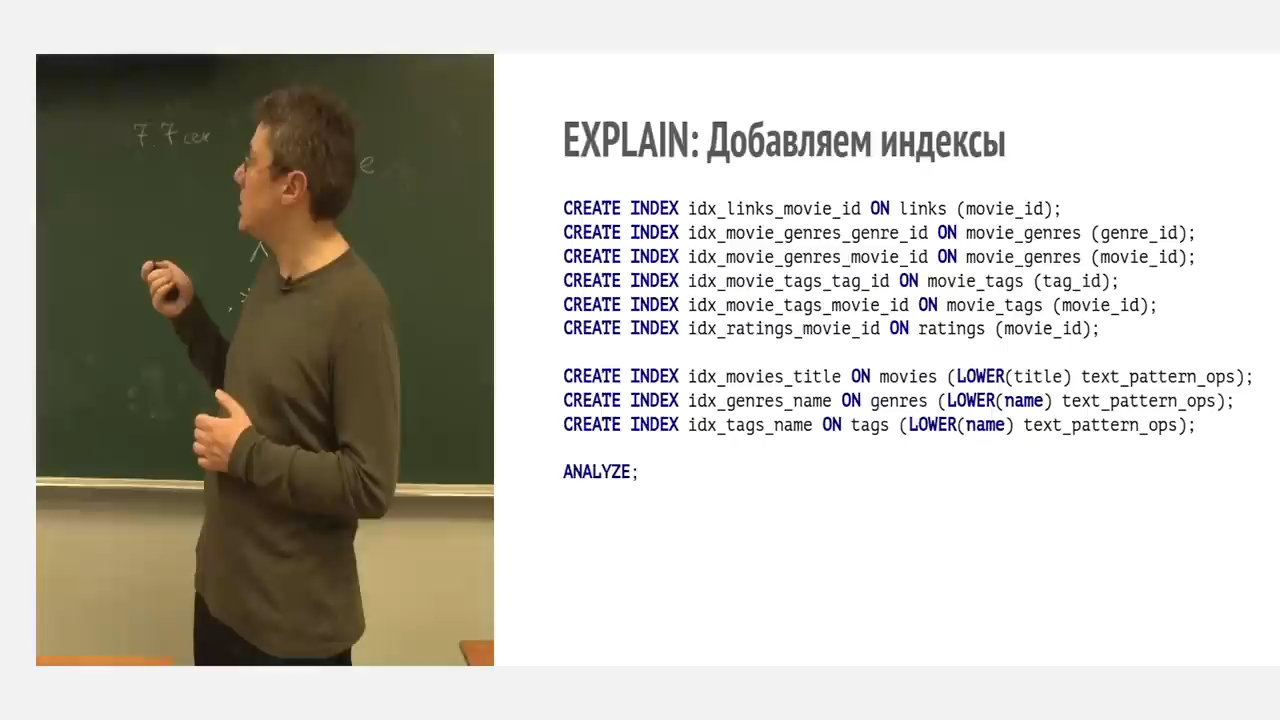 7.7 сек
e
EXPLAIN: Добавляем индексы
CREATE INDEX idx_links_movie_id ON links (movie_id);
CREATE INDEX idx_movie_genres_genre_id ON movie_genres (genre_id);
CREATE INDEX idx_movie_genres_movie_id ON movie_genres (movie_id);
CREATE INDEX idx_movie_tags_tag_id ON movie_tags (tag_id);
CREATE INDEX idx_movie_tags_movie_id ON movie_tags (movie_id);
CREATE INDEX idx_ratings_movie_id ON ratings (movie_id);
CREATE INDEX idx_movies_title ON movies (LOWER(title) text_pattern_ops);
CREATE INDEX idx_genres_name ON genres (LOWER(name) text_pattern_ops);
CREATE INDEX idx_tags_name ON tags (LOWER(name) text_pattern_ops);
ANALYZE;